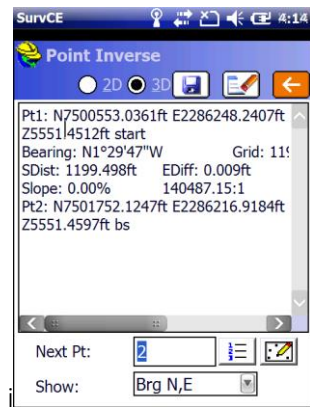 SurvCE 4:14
Point Inverse
2D 3D
Pt1: N7500553.0361ft E2286248.2407ft
Z5551.4512ft start
Bearing: N1°29'47"W Grid: 119
SDist: 1199.498ft EDiff: 0.009ft
Slope: 0.00% 140487.15:1
Pt2: N7501752.1247ft E2286216.9184ft
Z5551.4597ft bs
Next Pt: 2
Show: Brg N,E
i